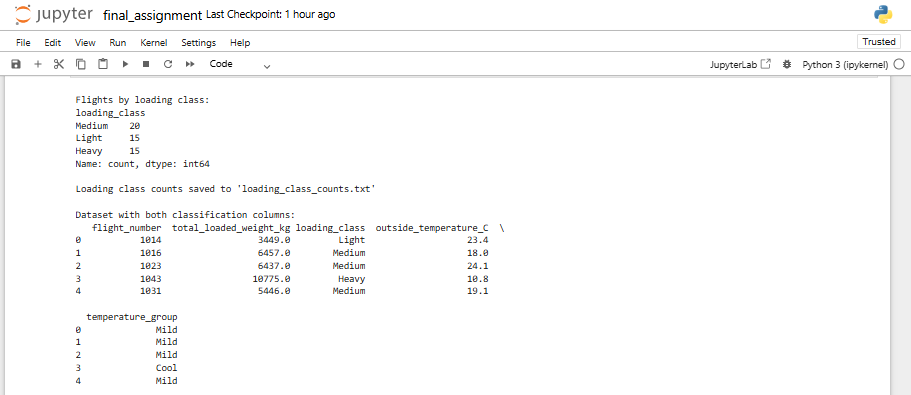 jupyter final_assignment Last Checkpoint: 1 hour ago
File Edit View Run Kernel Settings Help Trusted
Code JupyterLab Python 3 (ipykernel)
Flights by loading class:
loading_class
Medium    20
Light     15
Heavy     15
Name: count, dtype: int64
Loading class counts saved to 'loading_class_counts.txt'
Dataset with both classification columns:
flight_number  total_loaded_weight_kg loading_class  outside_temperature_C  \
0           1014                  3449.0         Light                   23.4
1           1016                  6457.0        Medium                   18.0
2           1023                  6437.0        Medium                   24.1
3           1043                 10775.0         Heavy                   10.8
4           1031                  5446.0        Medium                   19.1
temperature_group
0              Mild
1              Mild
2              Mild
3              Cool
4              Mild